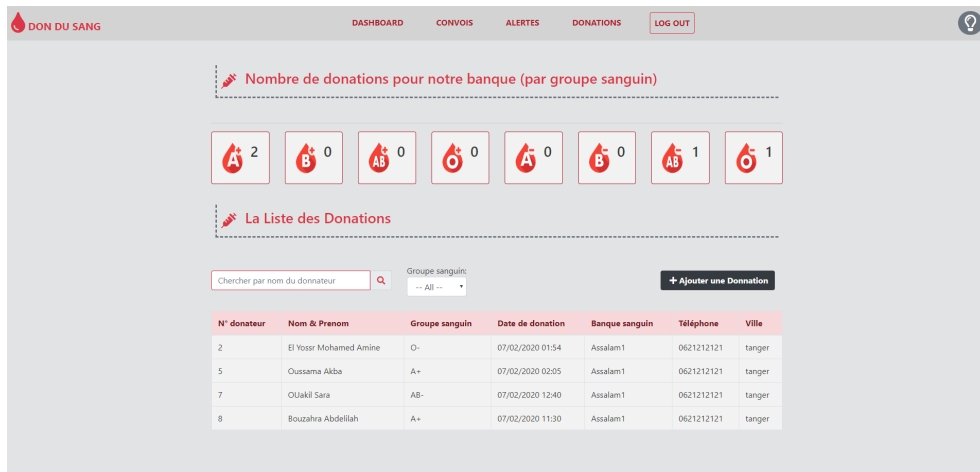 DON DU SANG DASHBOARD CONVOIS ALERTES DONATIONS LOG OUT
Nombre de donations pour notre banque (par groupe sanguin)
A+ 2 B+ 0 AB+ 0 O+ 0 A- 0 B- 0 AB- 1 O- 1
La Liste des Donations
Groupe sanguin:
Chercher par nom du donnateur -- All -- + Ajouter une Donnation
N° donateur Nom & Prenom Groupe sanguin Date de donation Banque sanguin Téléphone Ville
2 El Yossr Mohamed Amine O- 07/02/2020 01:54 Assalam1 0621212121 tanger
5 Oussama Akba A+ 07/02/2020 02:05 Assalam1 0621212121 tanger
7 OUakil Sara AB- 07/02/2020 12:40 Assalam1 0621212121 tanger
8 Bouzahra Abdelilah A+ 07/02/2020 11:30 Assalam1 0621212121 tanger